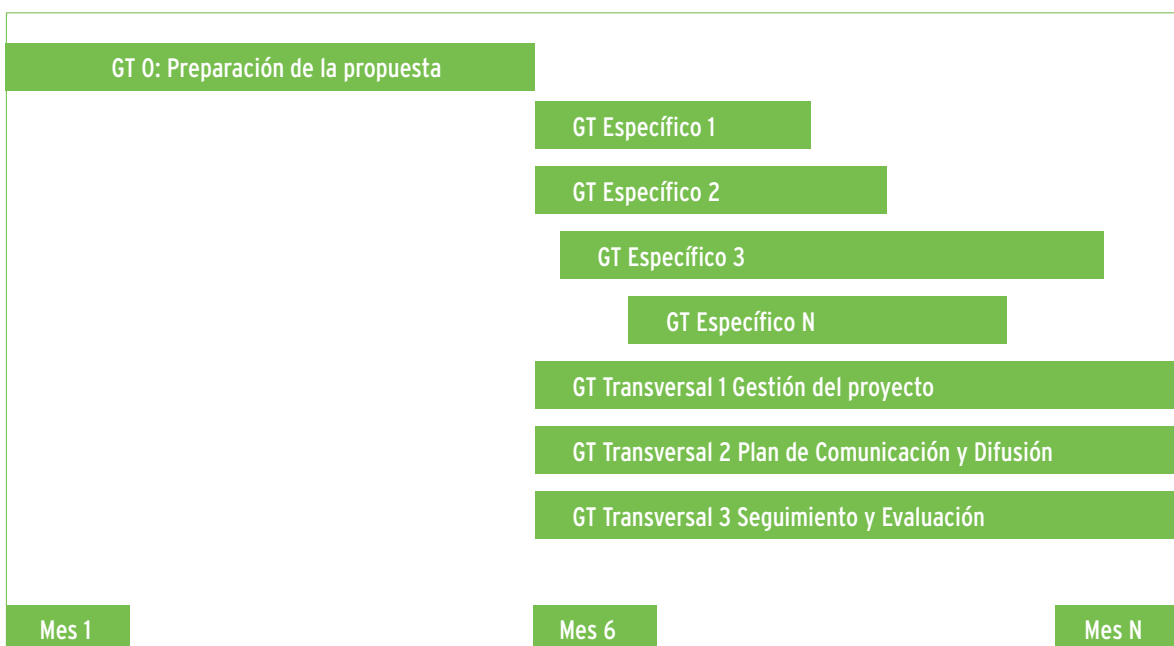 GT 0: Preparación de la propuesta
GT Específico 1
GT Específico 2
GT Específico 3
GT Específico N
GT Transversal 1 Gestión del proyecto
GT Transversal 2 Plan de Comunicación y Difusión
GT Transversal 3 Seguimiento y Evaluación
Mes 1
Mes 6
Mes N